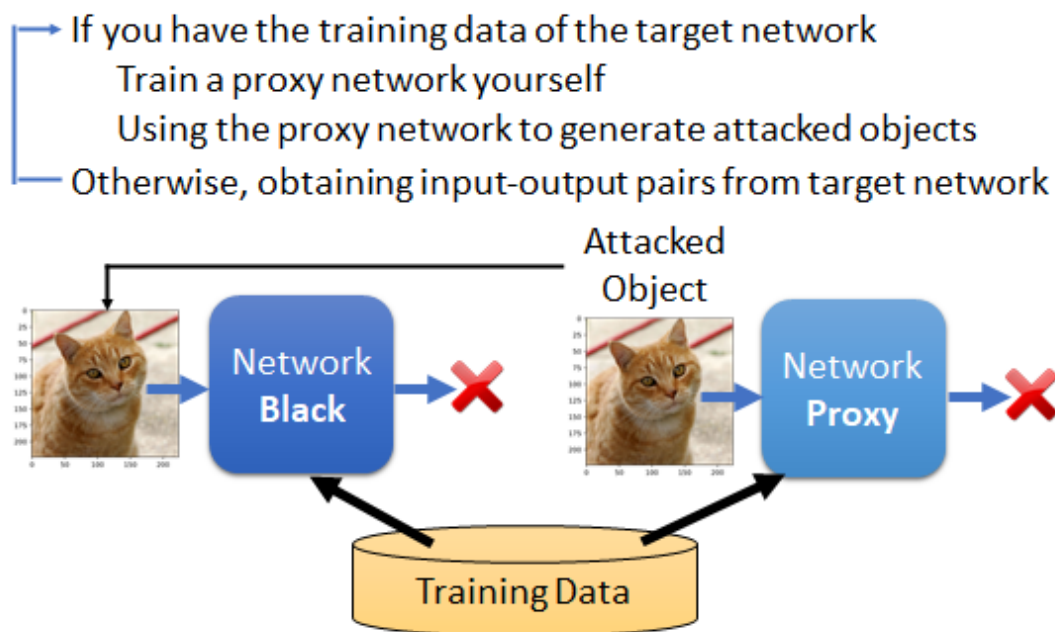 If you have the training data of the target network
Train a proxy network yourself
Using the proxy network to generate attacked objects
Otherwise, obtaining input-output pairs from target network
Attacked
Object
Network
Black
Network
Proxy
Training Data